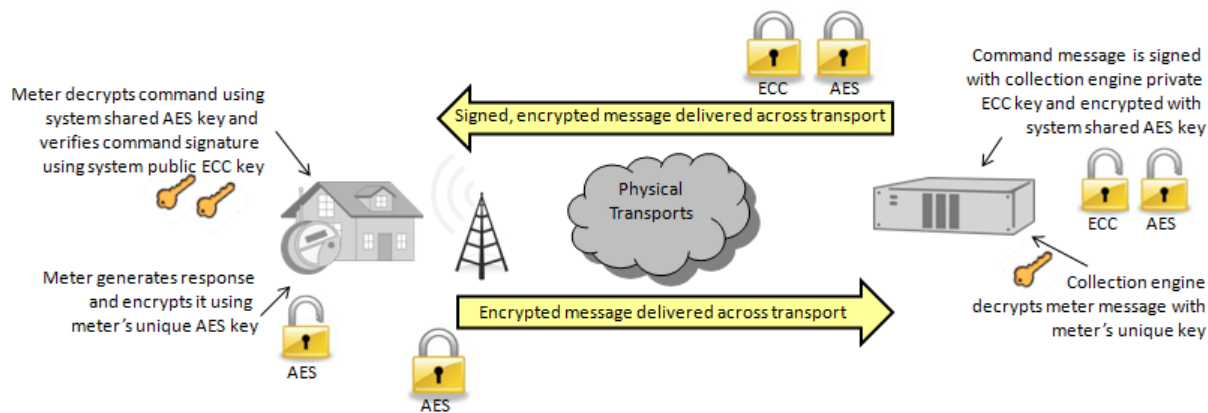 ECC
AES
Signed, encrypted message delivered across transport
Command message is signed
with collection engine private
ECC key and encrypted with
system shared AES key
ECC
AES
Meter decrypts command using
system shared AES key and
verifies command signature
using system public ECC key
Physical
Transports
Meter generates response
and encrypts it using
meter's unique AES key
AES
AES
Encrypted message delivered across transport
Collection engine
decrypts meter message with
meter's unique key